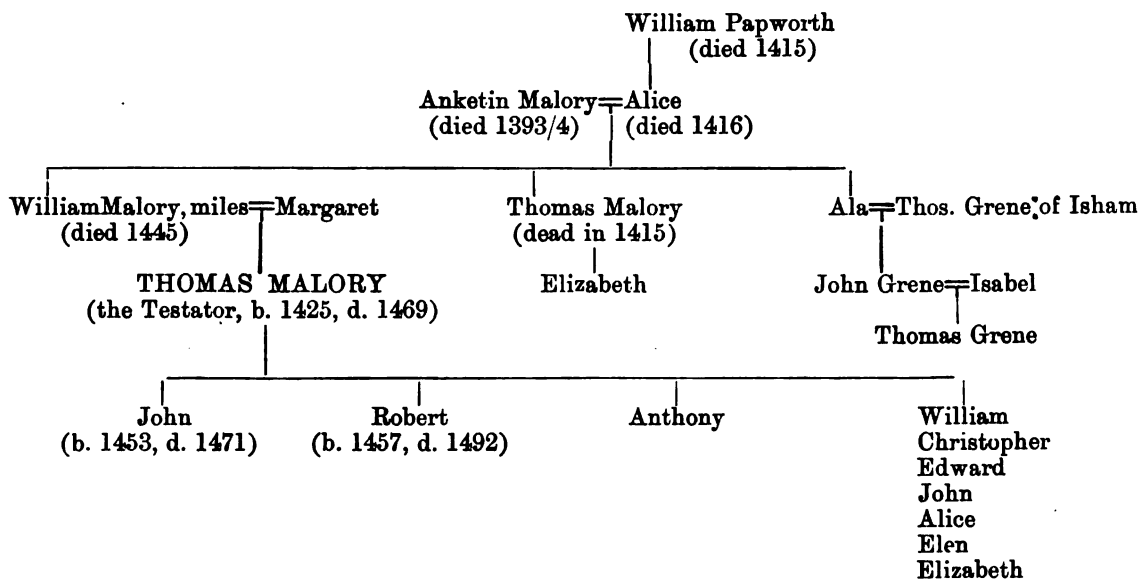 William Papworth
(died 1415)
Anketin Malory=Alice
(died 1393/4) (died 1416)
William Malory, miles=Margaret
(died 1445)
Thomas Malory
(dead in 1415)
Ala=Thos. Grene of Isham
THOMAS MALORY
(the Testator, b. 1425, d. 1469)
Elizabeth
John Grene=Isabel
Thomas Grene
John
(b. 1453, d. 1471)
Robert
(b. 1457, d. 1492)
Anthony
William
Christopher
Edward
John
Alice
Elen
Elizabeth